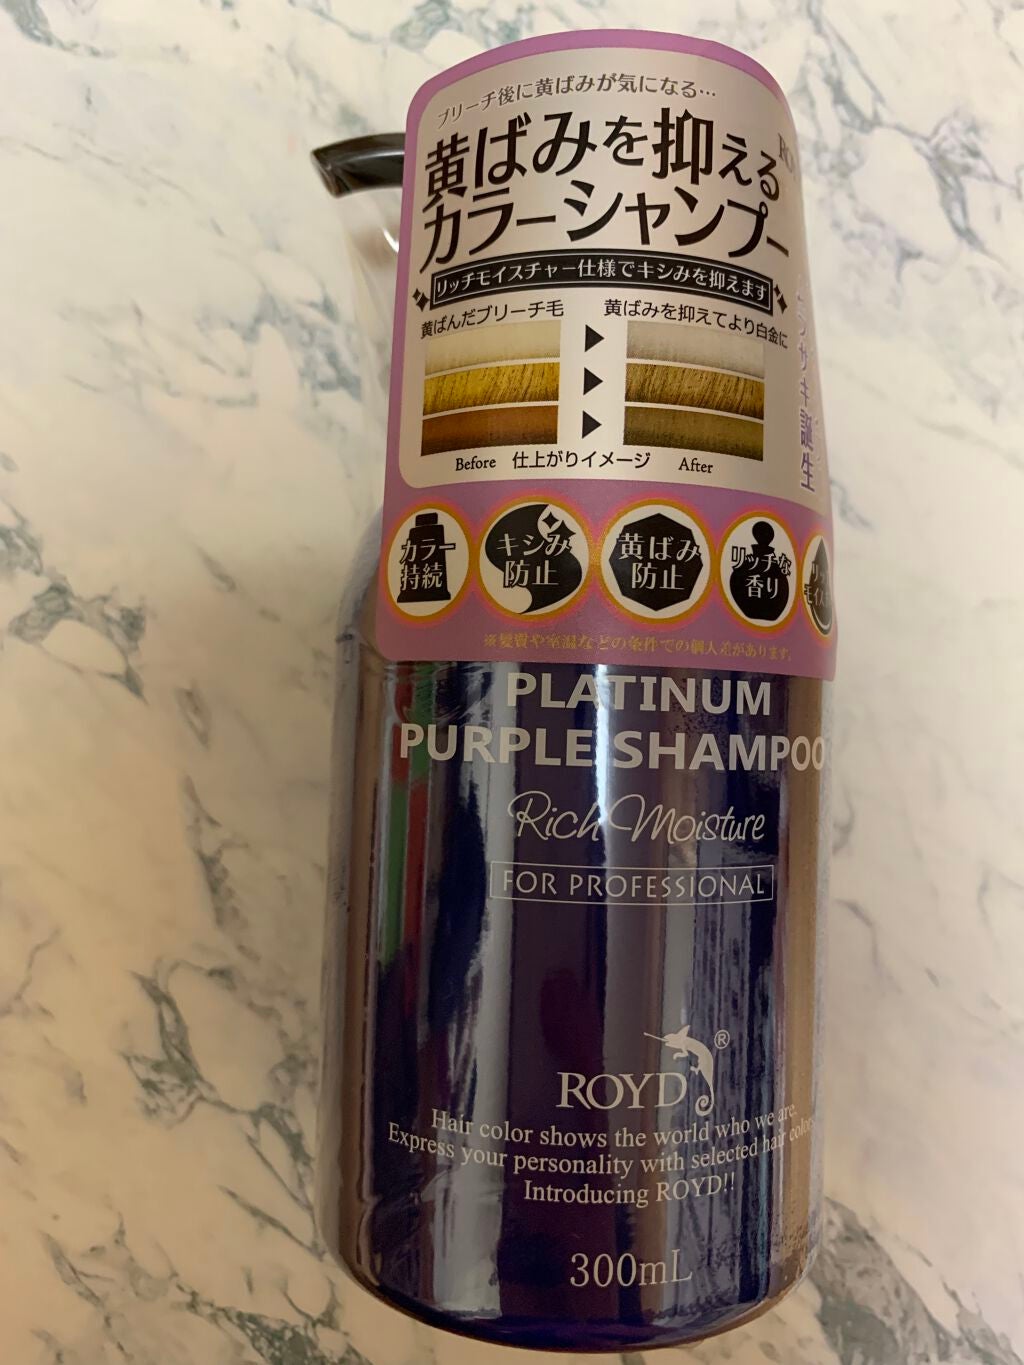 ブリーチ後に黄ばみが気になる…
黄ばみを抑える
カラーシャンプー
リッチモイスチャー仕様でキシみを抑えます
黄ばんだブリーチ毛
黄ばみを抑えてより白金に
Before 仕上がりイメージ After
カラー
持続
キシみ
防止
黄ばみ
防止
リッチな
香り
※髪質や室温などの条件での個人差があります。
誕生
PLATINUM
PURPLE SHAMPOO
Rich Moisture
FOR PROFESSIONAL
ROYD®
Hair color shows the world who we are.
Express your personality with selected hair color.
Introducing ROYD!!
300mL